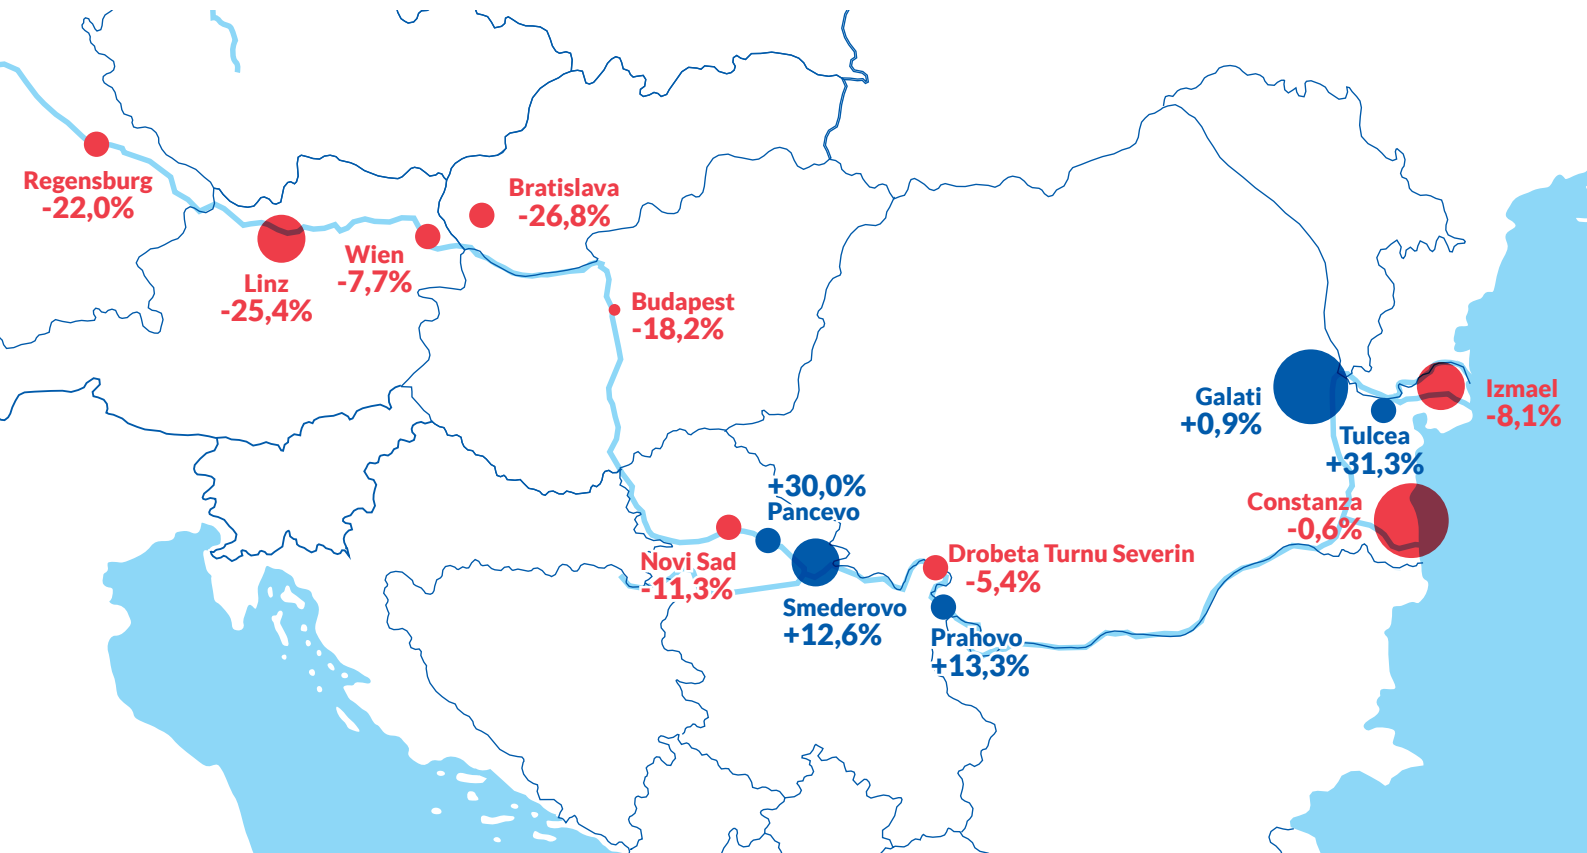 Regensburg
-22,0%
Linz
-25,4%
Wien
-7,7%
Bratislava
-26,8%
Budapest
-18,2%
+30,0%
Pancevo
Novi Sad
-11,3%
Smederovo
+12,6%
Drobeta Turnu Severin
-5,4%
Prahovo
+13,3%
Galati
+0,9%
Tulcea
+31,3%
Izmael
-8,1%
Constanza
-0,6%